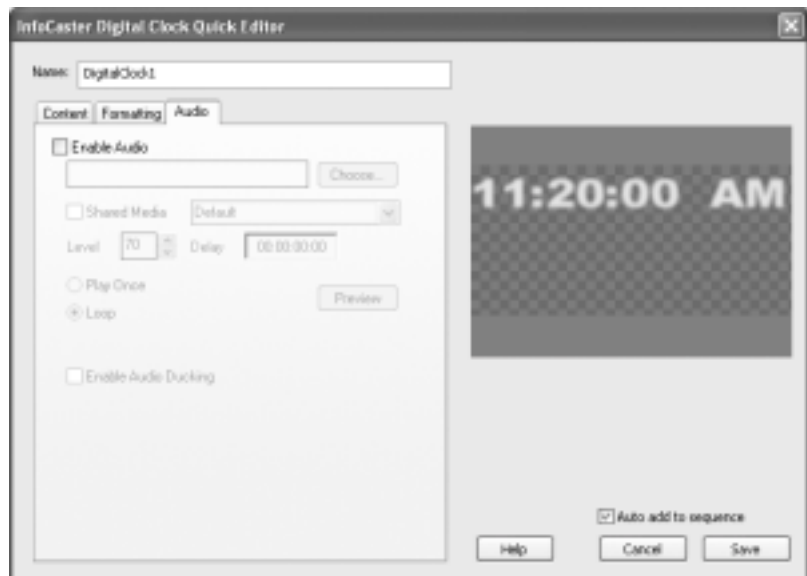 InfoCaster Digital Clock Quick Editor
Name: DigitalClock1
Content Formatting Audio
Enable Audio
Choose...
Shared Media Default
Level 70 Delay 00:00:00:00
Play Once
Loop
Preview
Enable Audio Ducking
11:20:00 AM
Auto add to sequence
Help Cancel Save